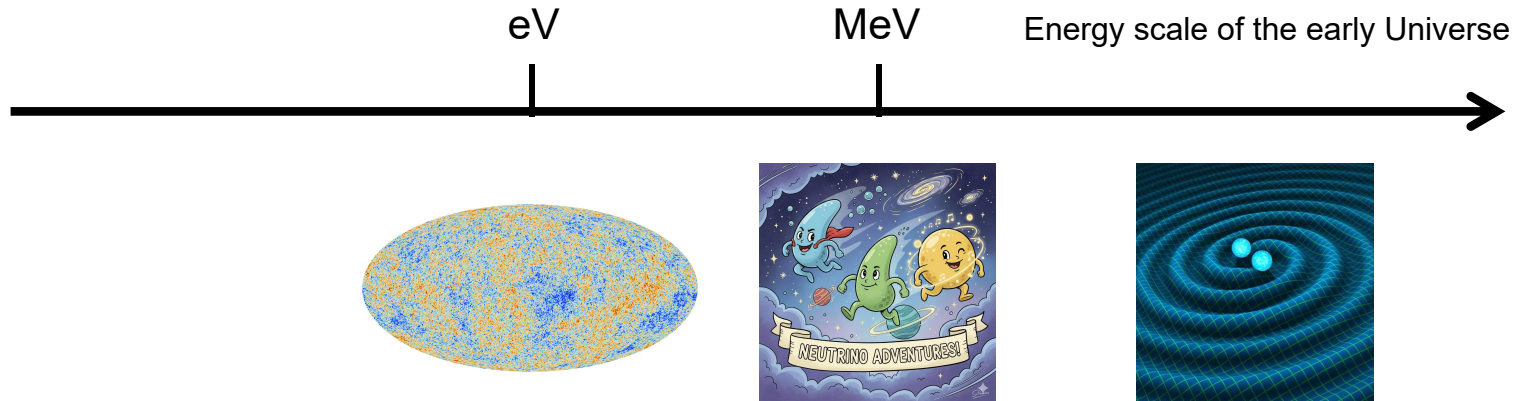 eV
MeV
Energy scale of the early Universe
NEUTRINO ADVENTURES!